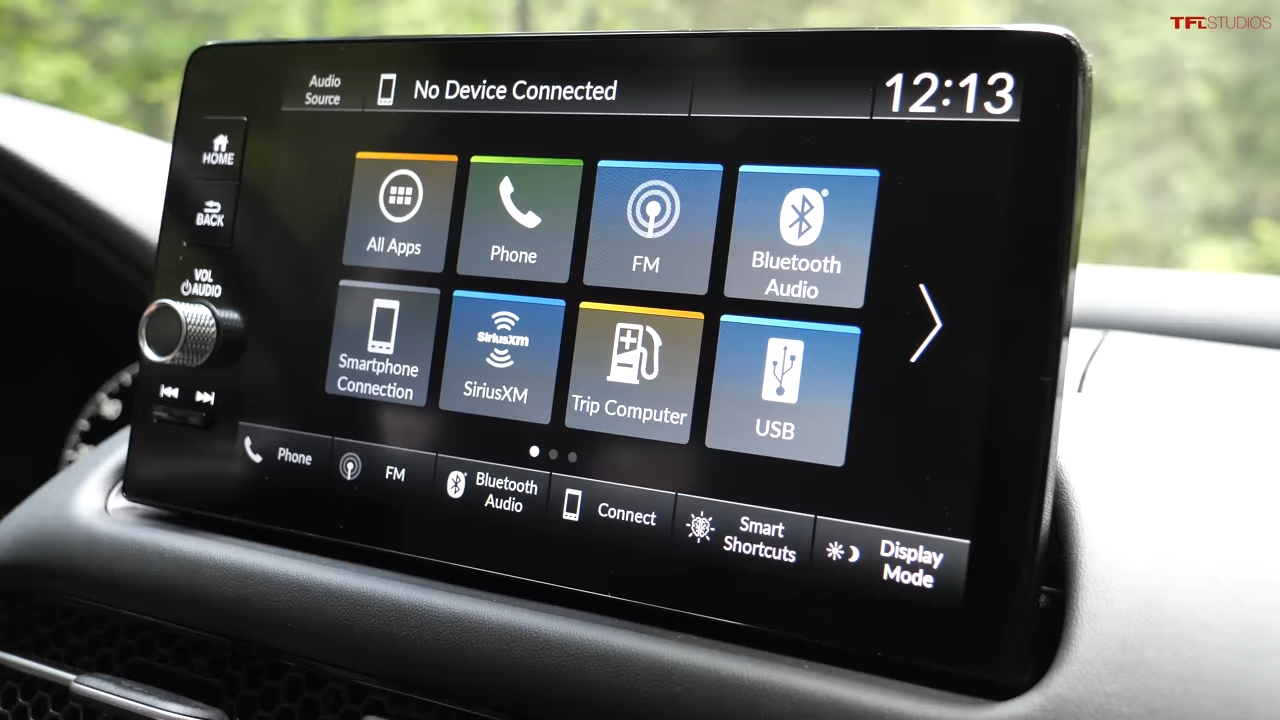 TFLSTUDIOS
Audio
Source
No Device Connected
12:13
HOME
BACK
VOL
AUDIO
All Apps
Phone
FM
Bluetooth
Audio
Smartphone
Connection
SiriusXM
SiriusXM
Trip Computer
USB
Phone
FM
Bluetooth
Audio
Connect
Smart
Shortcuts
Display
Mode